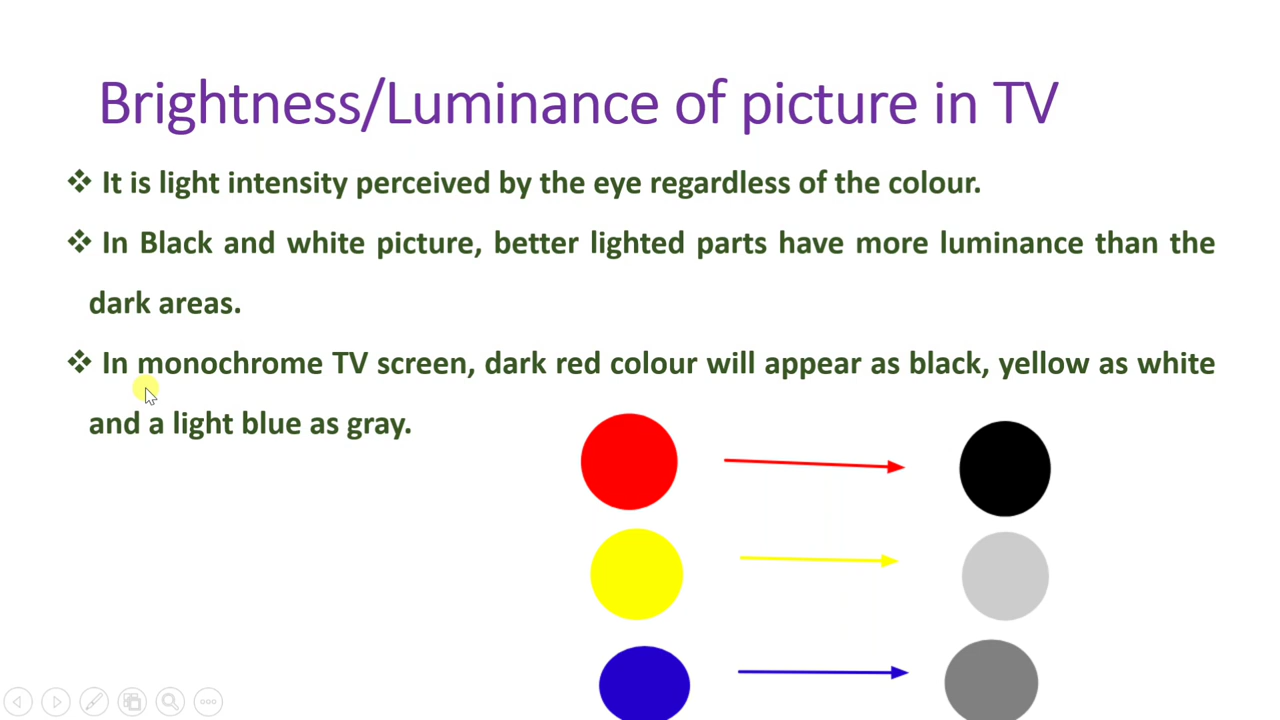 Brightness/Luminance of picture in TV
❖ It is light intensity perceived by the eye regardless of the colour.
❖ In Black and white picture, better lighted parts have more luminance than the
dark areas.
❖ In monochrome TV screen, dark red colour will appear as black, yellow as white
and a light blue as gray.